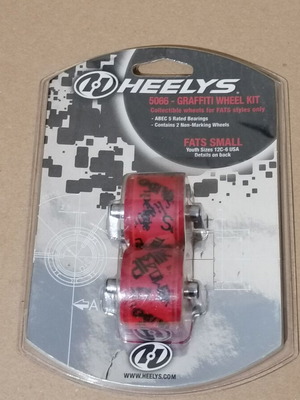 HEELYS
5086 - GRAFFITI WHEEL KIT
Collectible wheels for FATS styles only
- ABEC 5 Rated Bearings
- Contains 2 Non-Marking Wheels
FATS SMALL
Youth Sizes 12C-6 USA
Details on back
A
WWW.HEELYS.COM